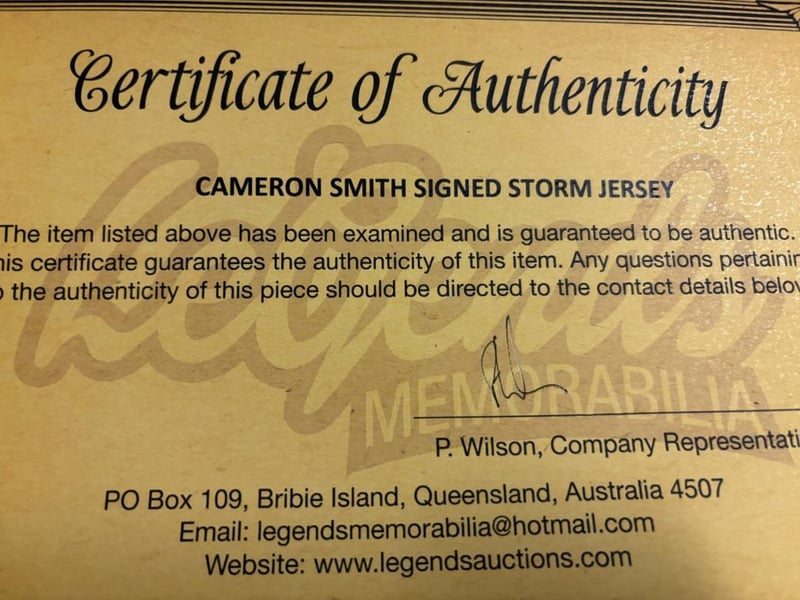 Certificate of Authenticity
CAMERON SMITH SIGNED STORM JERSEY
The item listed above has been examined and is guaranteed to be authentic.
his certificate guarantees the authenticity of this item. Any questions pertainin
o the authenticity of this piece should be directed to the contact details below
Legends
MEMORABILIA
P. Wilson, Company Representati
PO Box 109, Bribie Island, Queensland, Australia 4507
Email: legendsmemorabilia@hotmail.com
Website: www.legendsauctions.com